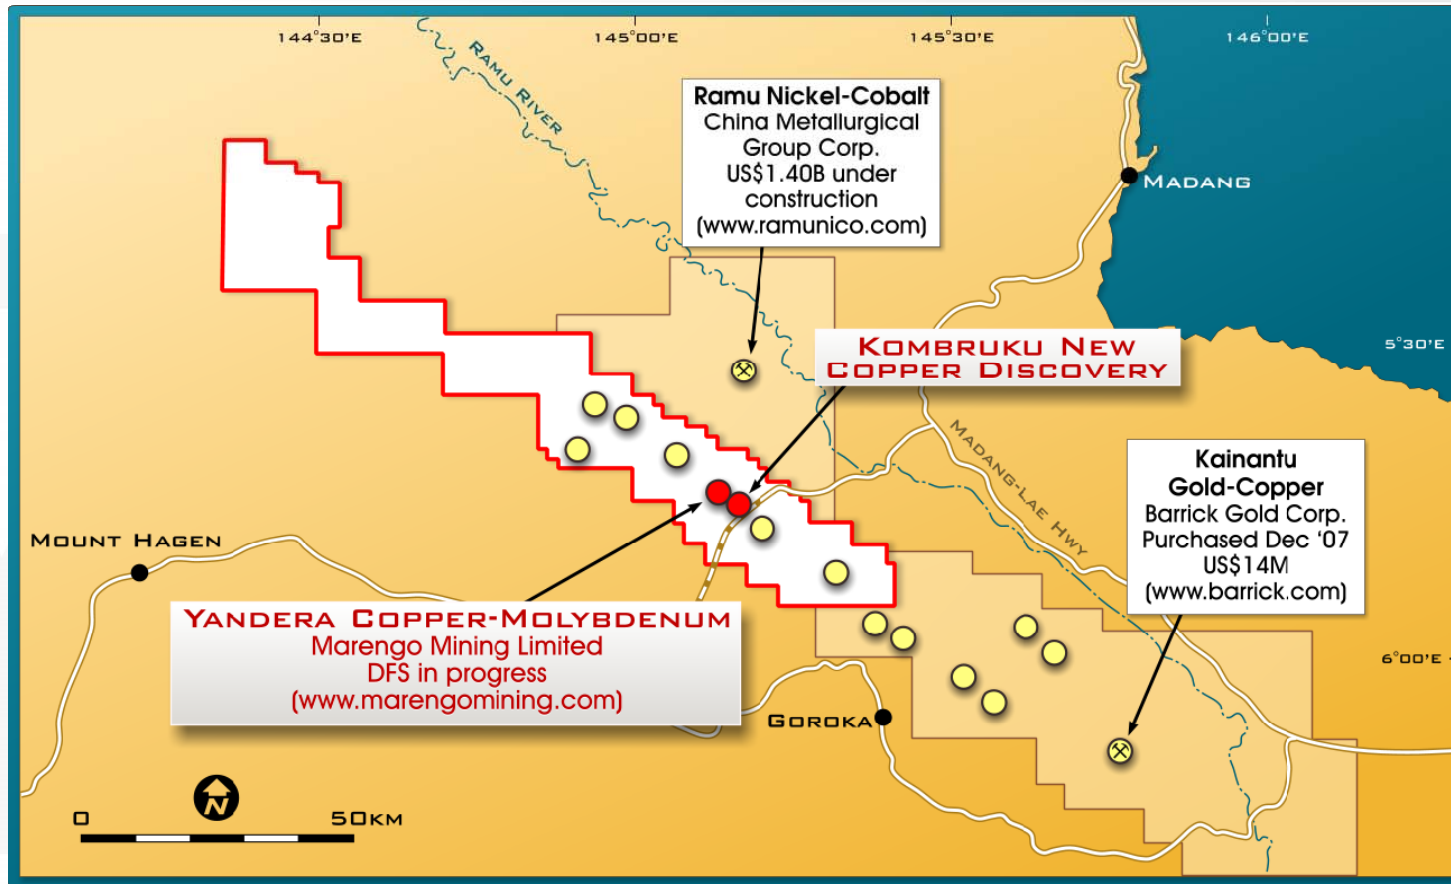 144°30'E
145°00'E
145°30'E
146°00'E
Ramu River
Ramu Nickel-Cobalt
China Metallurgical
Group Corp.
US$1.40B under
construction
(www.ramunico.com)
Madang
Kombruku New
Copper Discovery
5°30'E
Madang-Lae Hwy
Kainantu
Gold-Copper
Barrick Gold Corp.
Purchased Dec '07
US$14M
(www.barrick.com)
Mount Hagen
Yandera Copper-Molybdenum
Marengo Mining Limited
DFS in progress
(www.marengomining.com)
6°00'E
Goroka
N
0 50km